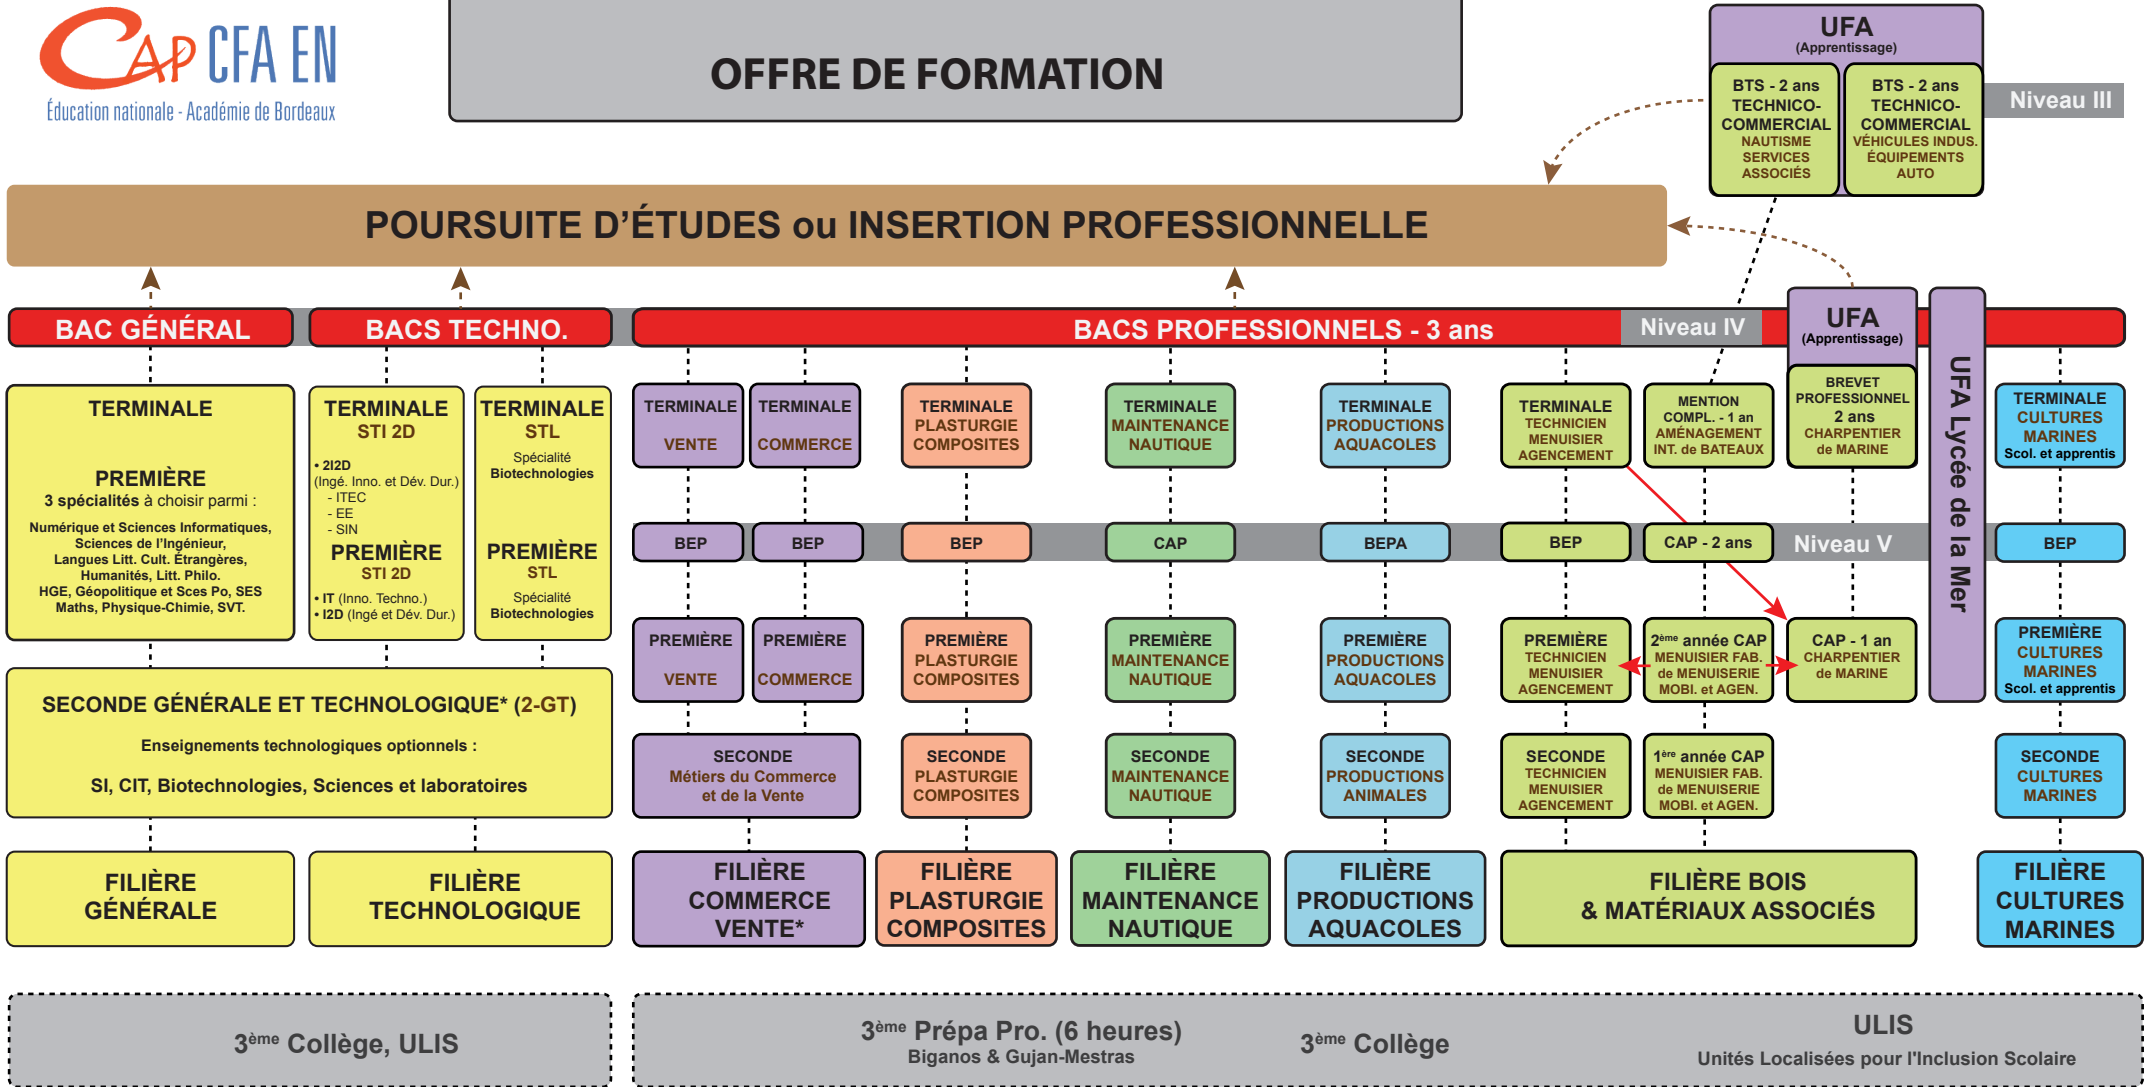 CAP CFA EN
Éducation nationale - Académie de Bordeaux
OFFRE DE FORMATION
UFA
(Apprentissage)
BTS - 2 ans
TECHNICO-
COMMERCIAL
NAUTISME
SERVICES
ASSOCIÉS
BTS - 2 ans
TECHNICO-
COMMERCIAL
VÉHICULES INDUS.
ÉQUIPEMENTS
AUTO
Niveau III
POURSUITE D’ÉTUDES ou INSERTION PROFESSIONNELLE
BAC GÉNÉRAL
BACS TECHNO.
BACS PROFESSIONNELS - 3 ans
Niveau IV
UFA
(Apprentissage)
UFA Lycée de la Mer
TERMINALE
PREMIÈRE
3 spécialités à choisir parmi :
Numérique et Sciences Informatiques,
Sciences de l’Ingénieur,
Langues Litt. Cult. Étrangères,
Humanités, Litt. Philo.
HGE, Géopolitique et Sces Po, SES
Maths, Physique-Chimie, SVT.
TERMINALE
STI 2D
• 2I2D
(Ingé. Inno. et Dév. Dur.)
- ITEC
- EE
- SIN
PREMIÈRE
STI 2D
• IT (Inno. Techno.)
• I2D (Ingé et Dév. Dur.)
TERMINALE
STL
Spécialité
Biotechnologies
PREMIÈRE
STL
Spécialité
Biotechnologies
TERMINALE
VENTE
TERMINALE
COMMERCE
TERMINALE
PLASTURGIE
COMPOSITES
TERMINALE
MAINTENANCE
NAUTIQUE
TERMINALE
PRODUCTIONS
AQUACOLES
TERMINALE
TECHNICIEN
MENUISIER
AGENCEMENT
MENTION
COMPL. - 1 an
AMÉNAGEMENT
INT. de BATEAUX
BREVET
PROFESSIONNEL
2 ans
CHARPENTIER
de MARINE
TERMINALE
CULTURES
MARINES
Scol. et apprentis
BEP
BEP
BEP
CAP
BEPA
BEP
CAP - 2 ans
Niveau V
BEP
PREMIÈRE
VENTE
PREMIÈRE
COMMERCE
PREMIÈRE
PLASTURGIE
COMPOSITES
PREMIÈRE
MAINTENANCE
NAUTIQUE
PREMIÈRE
PRODUCTIONS
AQUACOLES
PREMIÈRE
TECHNICIEN
MENUISIER
AGENCEMENT
2ème année CAP
MENUISIER FAB.
de MENUISERIE
MOBI. et AGEN.
CAP - 1 an
CHARPENTIER
de MARINE
PREMIÈRE
CULTURES
MARINES
Scol. et apprentis
SECONDE GÉNÉRALE ET TECHNOLOGIQUE* (2-GT)
Enseignements technologiques optionnels :
SI, CIT, Biotechnologies, Sciences et laboratoires
SECONDE
Métiers du Commerce
et de la Vente
SECONDE
PLASTURGIE
COMPOSITES
SECONDE
MAINTENANCE
NAUTIQUE
SECONDE
PRODUCTIONS
ANIMALES
SECONDE
TECHNICIEN
MENUISIER
AGENCEMENT
1ère année CAP
MENUISIER FAB.
de MENUISERIE
MOBI. et AGEN.
SECONDE
CULTURES
MARINES
FILIÈRE
GÉNÉRALE
FILIÈRE
TECHNOLOGIQUE
FILIÈRE
COMMERCE
VENTE*
FILIÈRE
PLASTURGIE
COMPOSITES
FILIÈRE
MAINTENANCE
NAUTIQUE
FILIÈRE
PRODUCTIONS
AQUACOLES
FILIÈRE BOIS
& MATÉRIAUX ASSOCIÉS
FILIÈRE
CULTURES
MARINES
3ème Collège, ULIS
3ème Prépa Pro. (6 heures)
Biganos & Gujan-Mestras
3ème Collège
ULIS
Unités Localisées pour l'Inclusion Scolaire